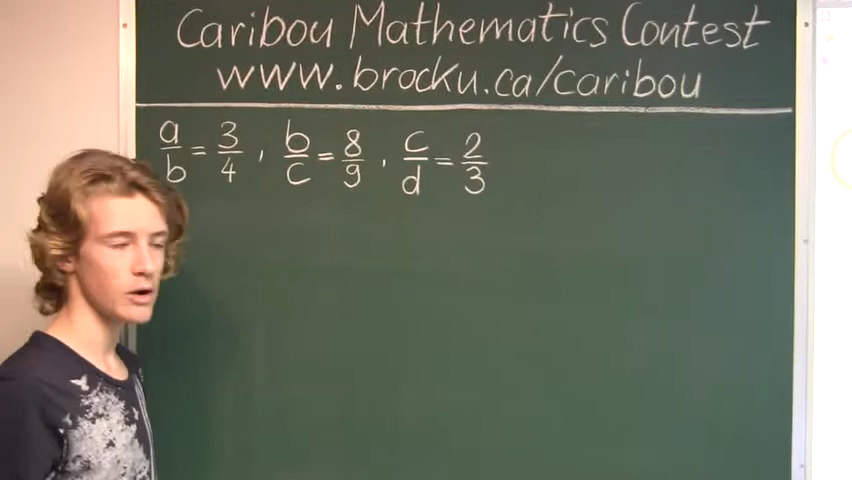 Caribou Mathematics Contest
www.brocku.ca/caribou
a/b = 3/4 , b/c = 8/9 , c/d = 2/3